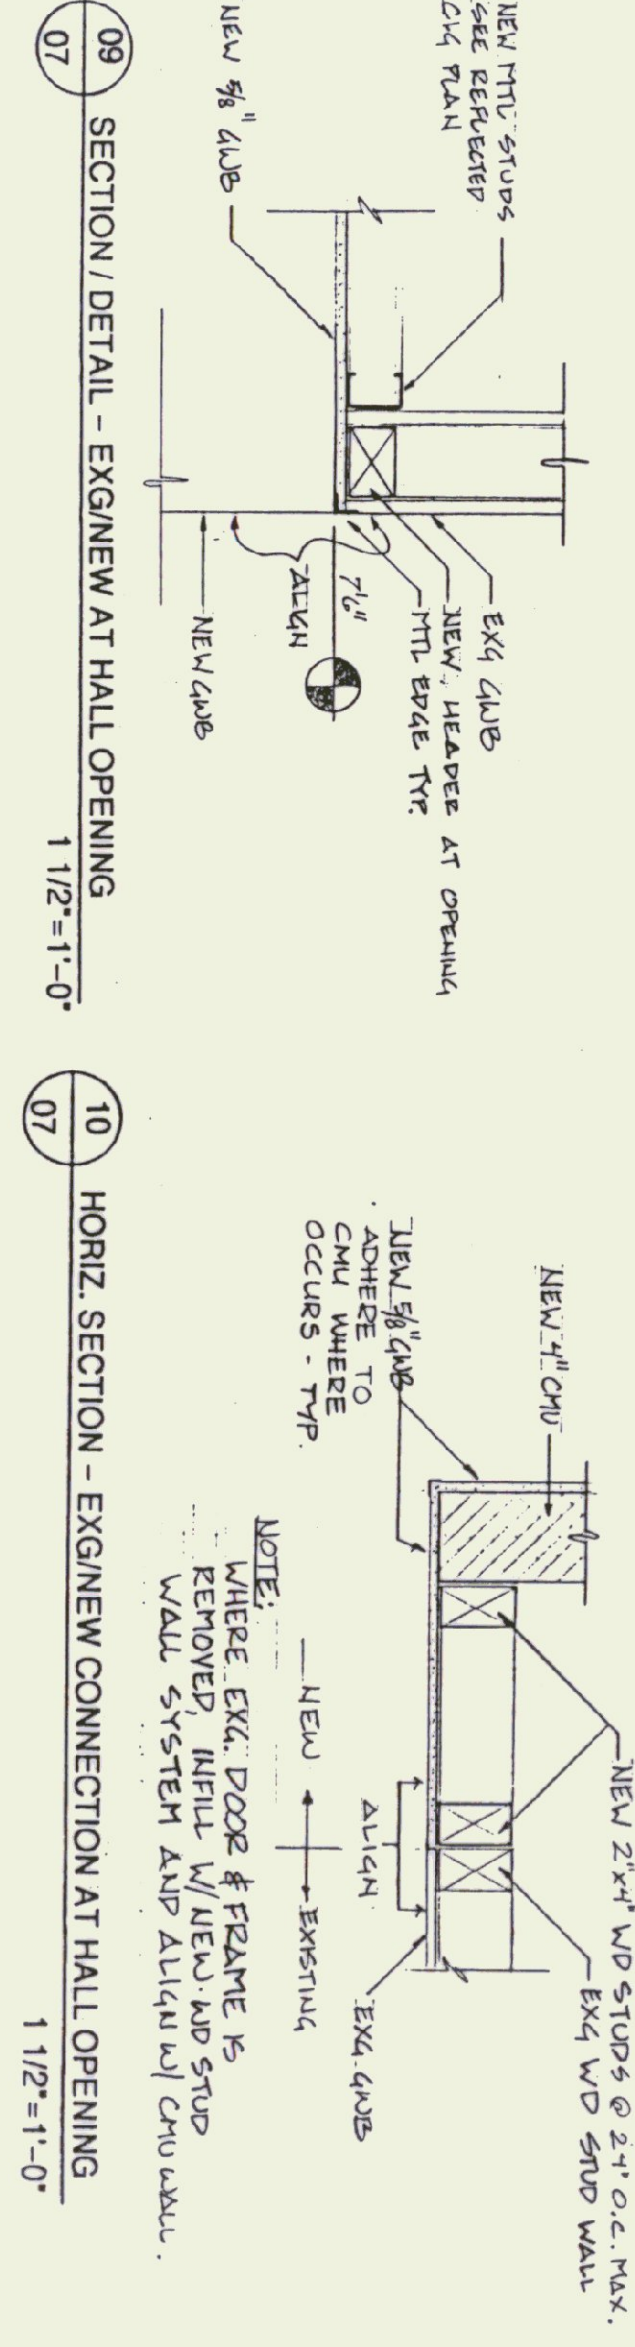 NEW MTL STUDS
SEE REFLECTED
CLG PLAN
NEW 5/8" GWB
EXG GWB
NEW HEADER AT OPENING
MTL EDGE TYP.
7'6"
ALIGN
NEW GWB
09
07
SECTION / DETAIL – EXG/NEW AT HALL OPENING
1 1/2"=1'–0"
NEW 2"x4" WD STUDS @ 24" O.C. MAX.
EXG WD STUD WALL
NEW 4" CMU
NEW 5/8" GWB
· ADHERE TO
CMU WHERE
OCCURS - TYP.
EXG. GWB
ALIGN
NEW
EXISTING
NOTE:
WHERE EXG. DOOR & FRAME IS
REMOVED, INFILL W/ NEW WD STUD
WALL SYSTEM AND ALIGN W/ CMU WALL.
10
07
HORIZ. SECTION – EXG/NEW CONNECTION AT HALL OPENING
1 1/2"=1'–0"